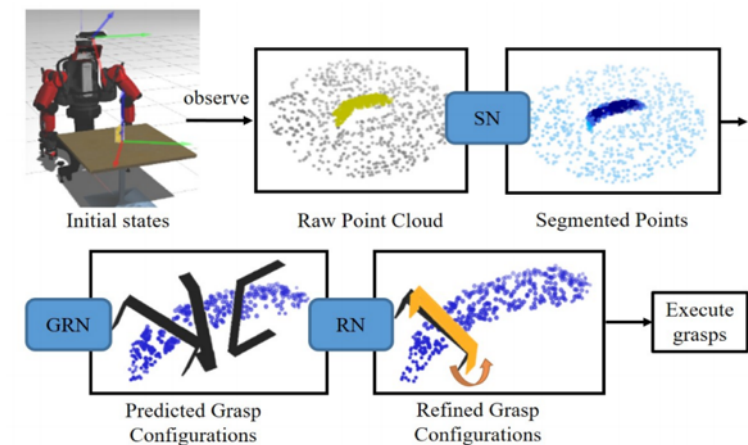 observe
SN
Initial states
Raw Point Cloud
Segmented Points
GRN
RN
Execute
grasps
Predicted Grasp
Configurations
Refined Grasp
Configurations